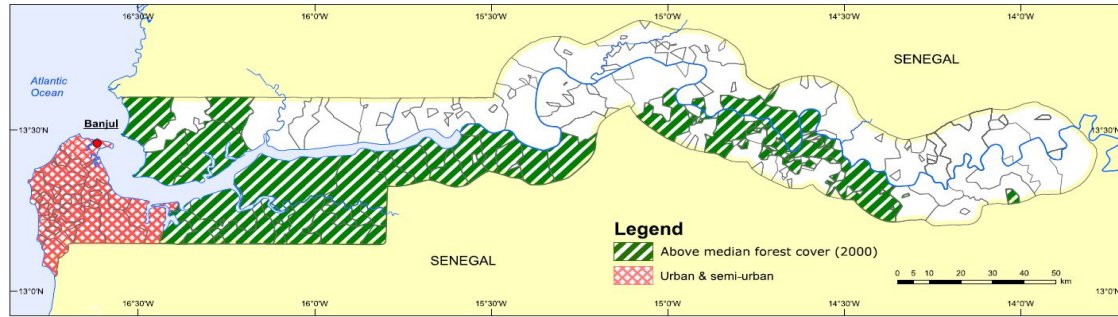 16°30'W 16°0'W 15°30'W 15°0'W 14°30'W 14°0'W
SENEGAL
Atlantic
Ocean
Banjul
13°30'N 13°30'N
Legend
Above median forest cover (2000)
SENEGAL
Urban & semi-urban
0 5 10 20 30 40 50
km
13°0'N 13°0'N
16°30'W 16°0'W 15°30'W 15°0'W 14°30'W 14°0'W